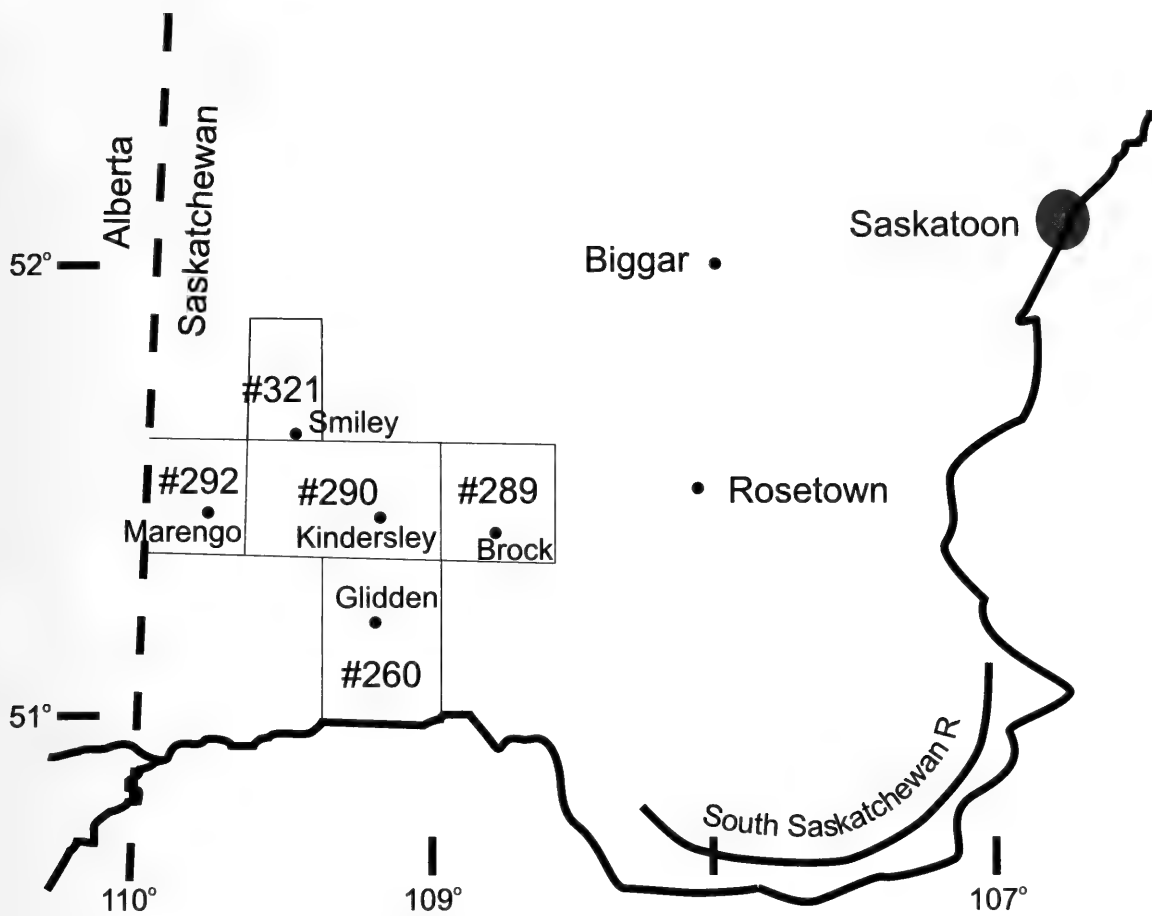 Alberta
Saskatchewan
Saskatoon
52°
Biggar
#321
Smiley
#292
#290
#289
Rosetown
Marengo
Kindersley
Brock
Glidden
#260
51°
South Saskatchewan R
110°
109°
107°